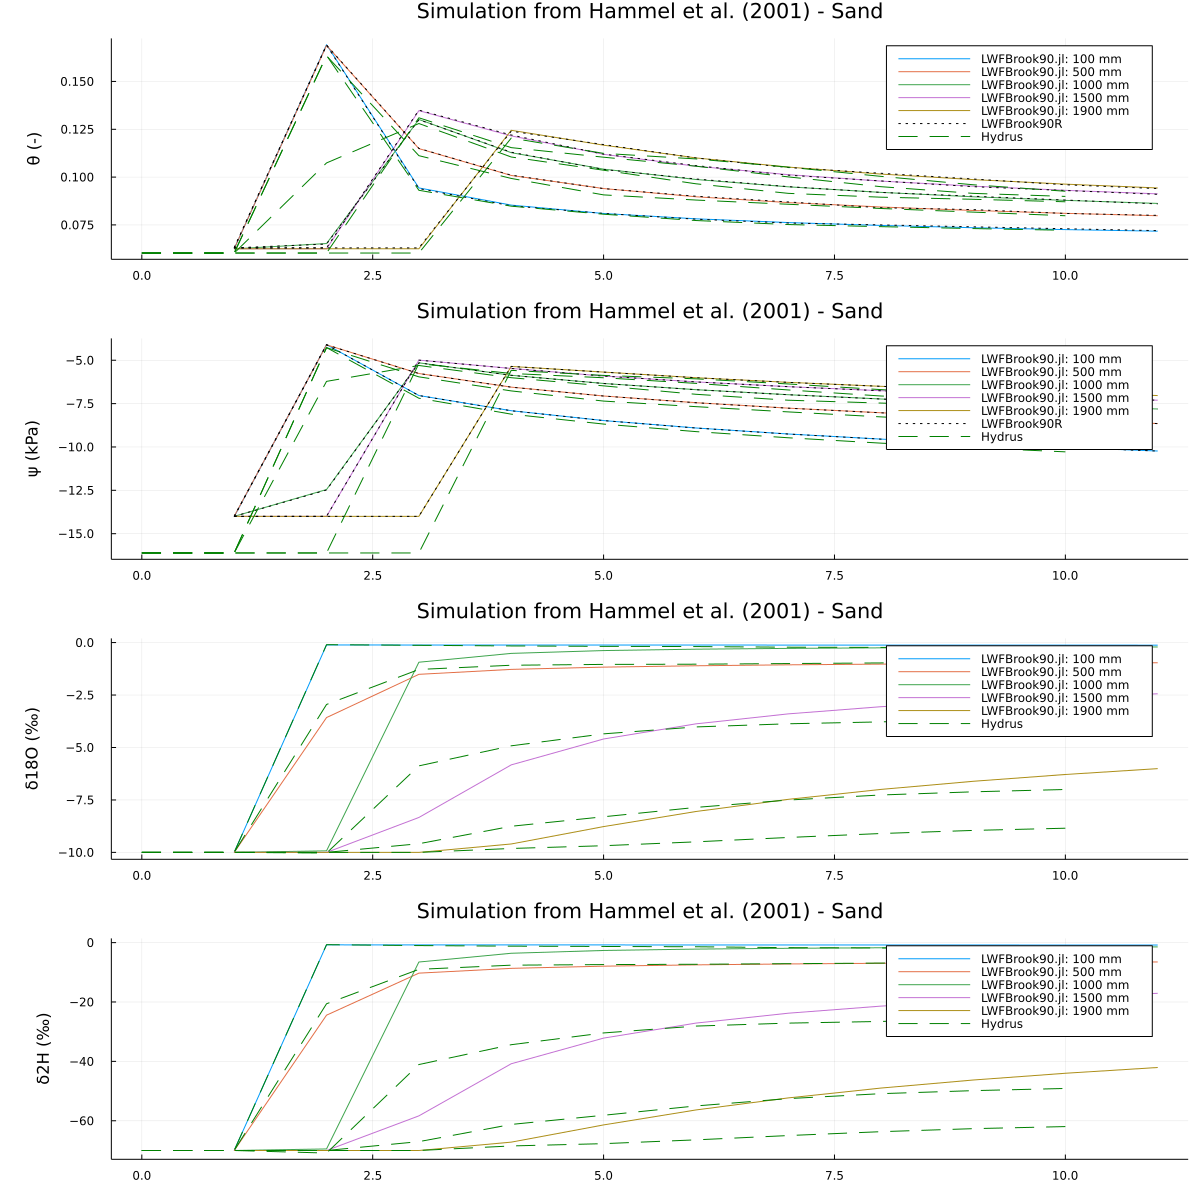 Simulation from Hammel et al. (2001) - Sand
θ (-)
0.150
0.125
0.100
0.075
LWFBrook90.jl: 100 mm
LWFBrook90.jl: 500 mm
LWFBrook90.jl: 1000 mm
LWFBrook90.jl: 1500 mm
LWFBrook90.jl: 1900 mm
LWFBrook90R
Hydrus
0.0 2.5 5.0 7.5 10.0
Simulation from Hammel et al. (2001) - Sand
ψ (kPa)
−5.0
−7.5
−10.0
−12.5
−15.0
LWFBrook90.jl: 100 mm
LWFBrook90.jl: 500 mm
LWFBrook90.jl: 1000 mm
LWFBrook90.jl: 1500 mm
LWFBrook90.jl: 1900 mm
LWFBrook90R
Hydrus
0.0 2.5 5.0 7.5 10.0
Simulation from Hammel et al. (2001) - Sand
δ18O (‰)
0.0
−2.5
−5.0
−7.5
−10.0
LWFBrook90.jl: 100 mm
LWFBrook90.jl: 500 mm
LWFBrook90.jl: 1000 mm
LWFBrook90.jl: 1500 mm
LWFBrook90.jl: 1900 mm
Hydrus
0.0 2.5 5.0 7.5 10.0
Simulation from Hammel et al. (2001) - Sand
δ2H (‰)
0
−20
−40
−60
LWFBrook90.jl: 100 mm
LWFBrook90.jl: 500 mm
LWFBrook90.jl: 1000 mm
LWFBrook90.jl: 1500 mm
LWFBrook90.jl: 1900 mm
Hydrus
0.0 2.5 5.0 7.5 10.0